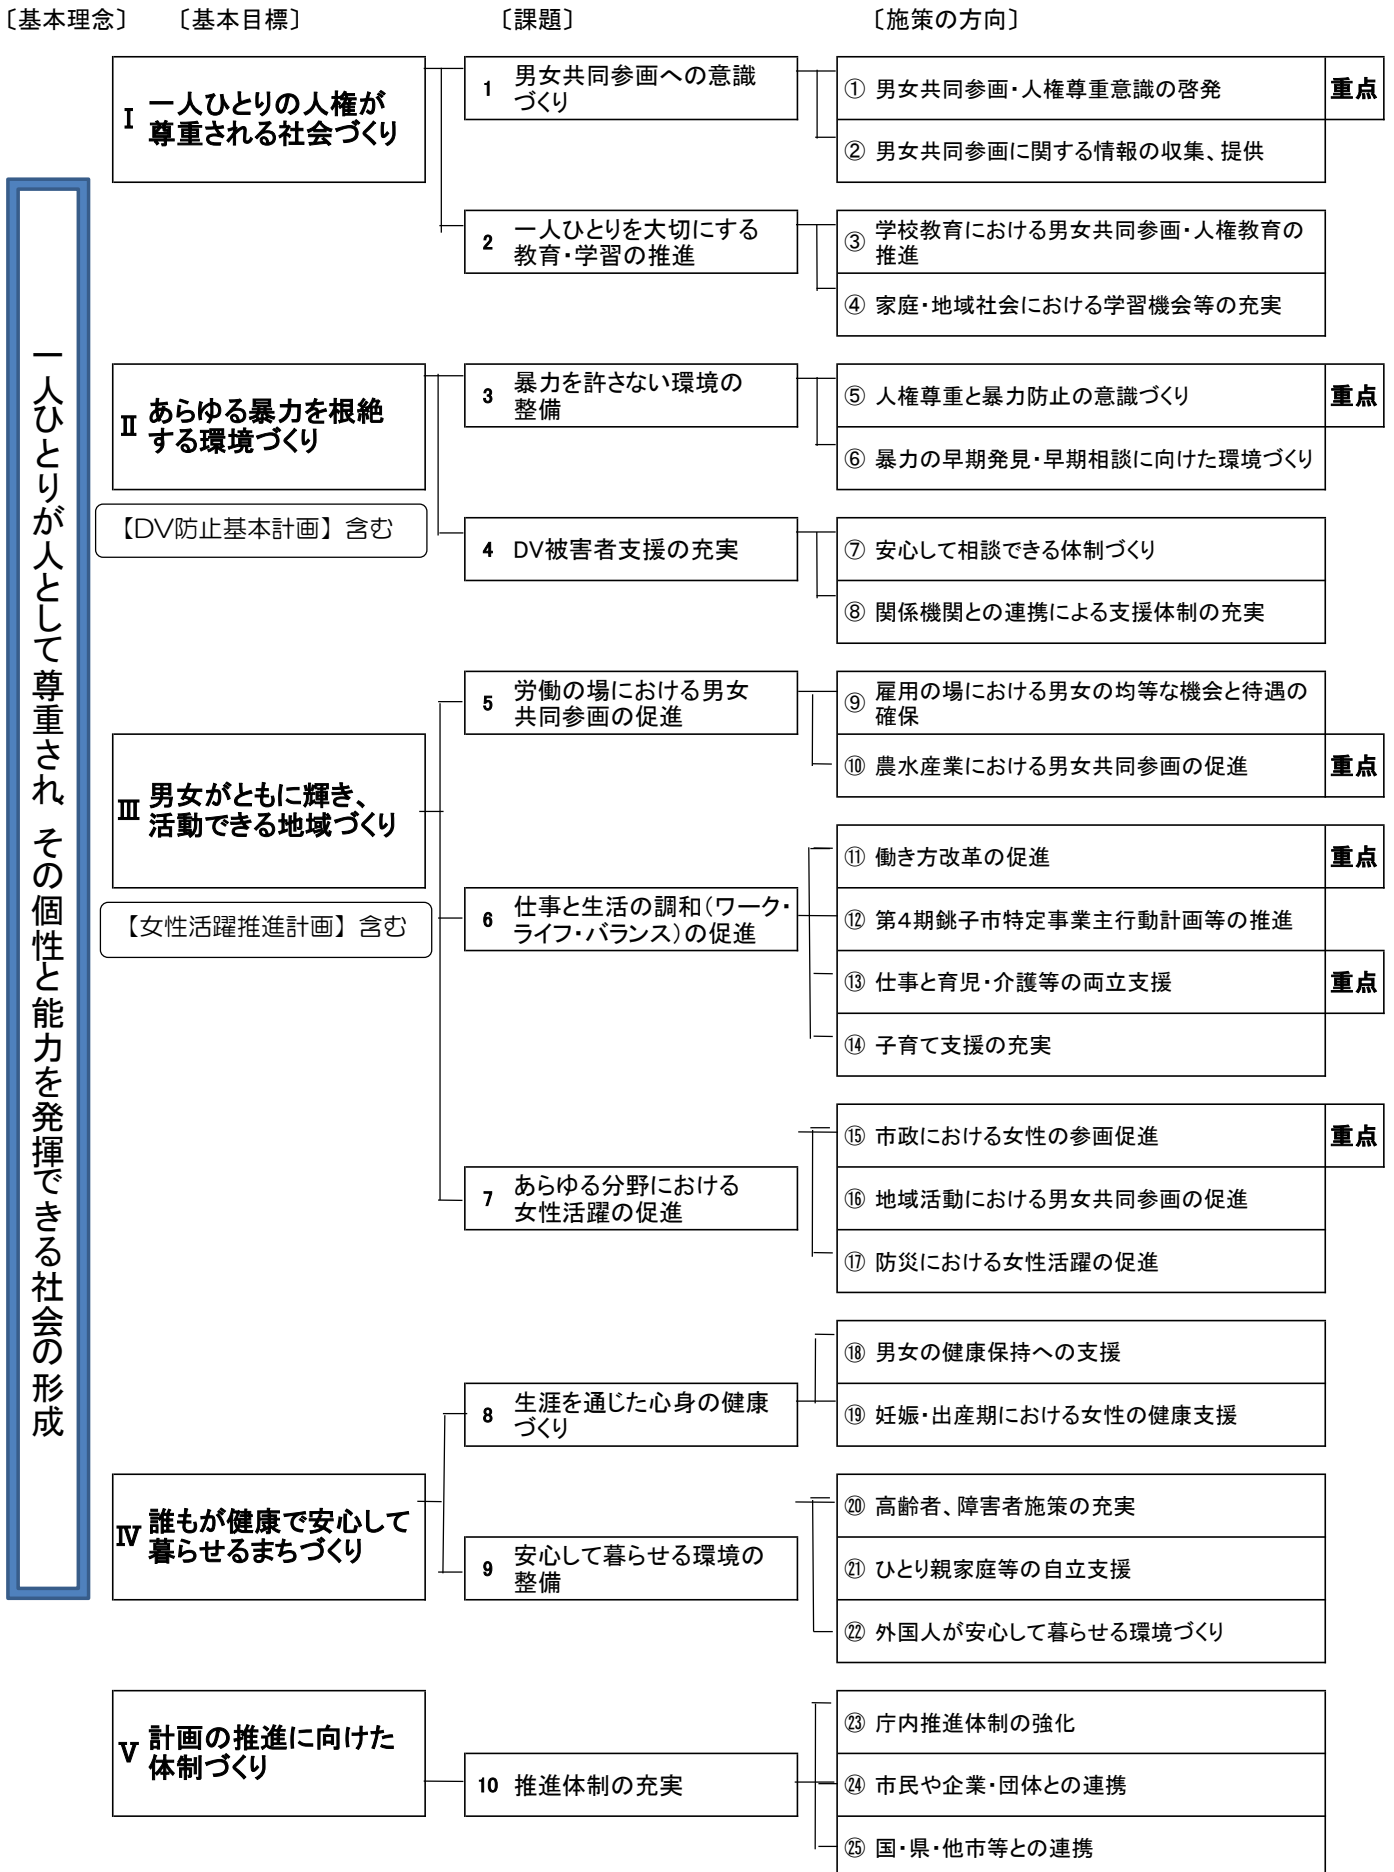 〔基本理念〕 〔基本目標〕 〔課題〕 〔施策の方向〕
一人ひとりが人として尊重され、その個性と能力を発揮できる社会の形成
Ⅰ 一人ひとりの人権が
尊重される社会づくり
1 男女共同参画への意識
づくり
① 男女共同参画・人権尊重意識の啓発 重点
② 男女共同参画に関する情報の収集、提供
2 一人ひとりを大切にする
教育・学習の推進
③ 学校教育における男女共同参画・人権教育の
推進
④ 家庭・地域社会における学習機会等の充実
Ⅱ あらゆる暴力を根絶
する環境づくり
【DV防止基本計画】含む
3 暴力を許さない環境の
整備
⑤ 人権尊重と暴力防止の意識づくり 重点
⑥ 暴力の早期発見・早期相談に向けた環境づくり
4 DV被害者支援の充実
⑦ 安心して相談できる体制づくり
⑧ 関係機関との連携による支援体制の充実
Ⅲ 男女がともに輝き、
活動できる地域づくり
【女性活躍推進計画】含む
5 労働の場における男女
共同参画の促進
⑨ 雇用の場における男女の均等な機会と待遇の
確保
⑩ 農水産業における男女共同参画の促進 重点
6 仕事と生活の調和（ワーク・
ライフ・バランス）の促進
⑪ 働き方改革の促進 重点
⑫ 第4期銚子市特定事業主行動計画等の推進
⑬ 仕事と育児・介護等の両立支援 重点
⑭ 子育て支援の充実
7 あらゆる分野における
女性活躍の促進
⑮ 市政における女性の参画促進 重点
⑯ 地域活動における男女共同参画の促進
⑰ 防災における女性活躍の促進
Ⅳ 誰もが健康で安心して
暮らせるまちづくり
8 生涯を通じた心身の健康
づくり
⑱ 男女の健康保持への支援
⑲ 妊娠・出産期における女性の健康支援
9 安心して暮らせる環境の
整備
⑳ 高齢者、障害者施策の充実
㉑ ひとり親家庭等の自立支援
㉒ 外国人が安心して暮らせる環境づくり
Ⅴ 計画の推進に向けた
体制づくり
10 推進体制の充実
㉓ 庁内推進体制の強化
㉔ 市民や企業・団体との連携
㉕ 国・県・他市等との連携